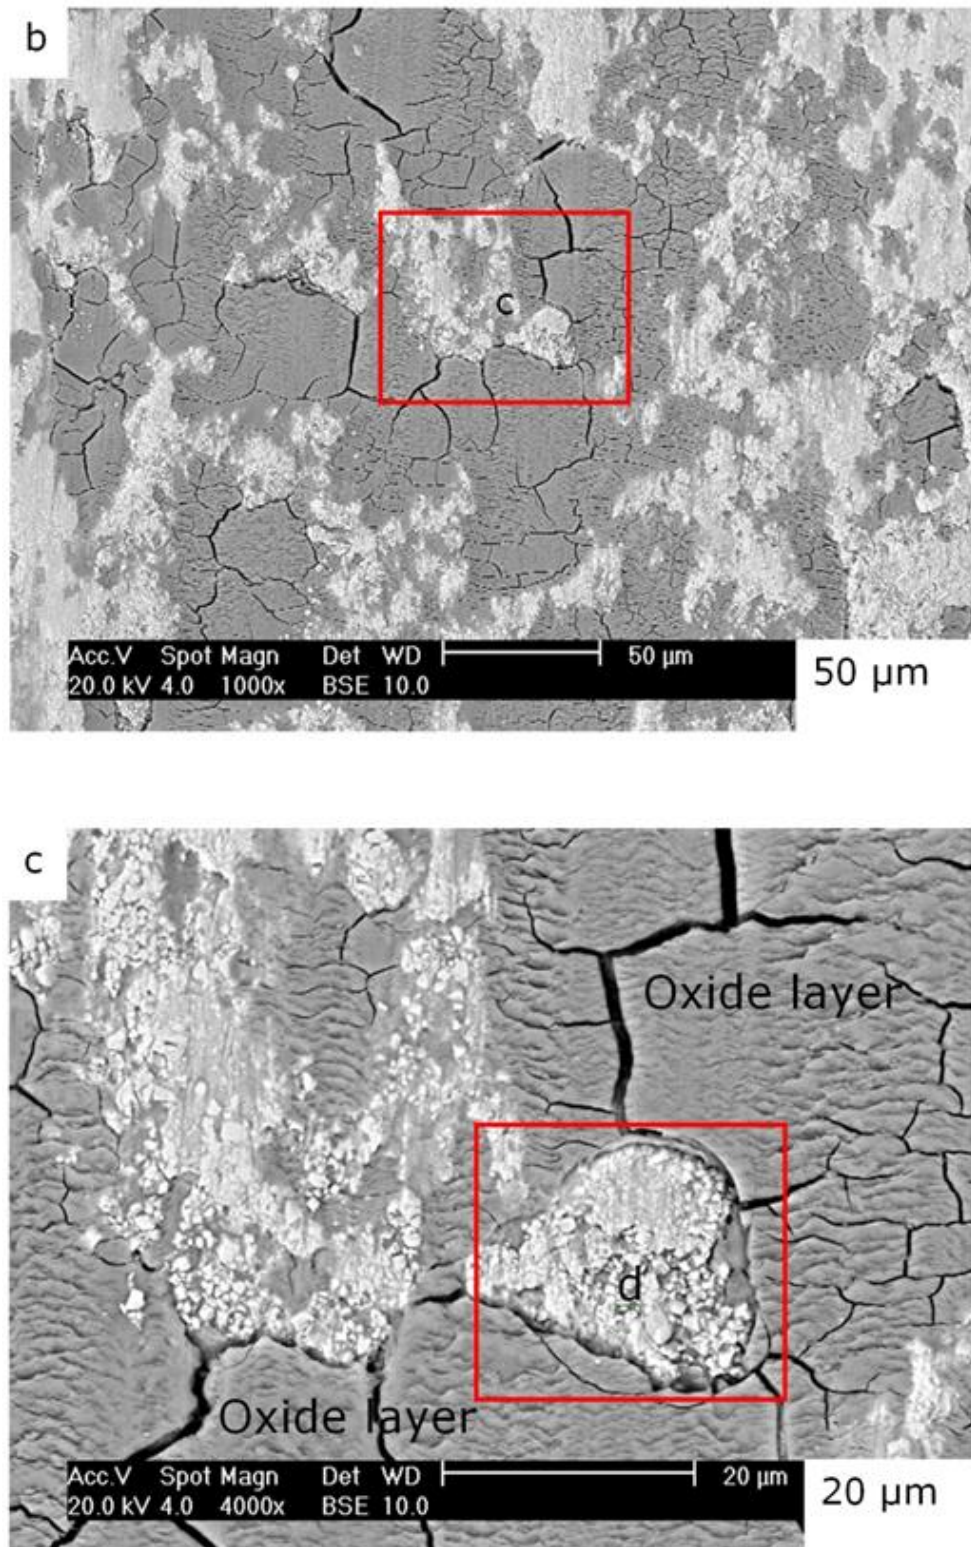 b
c
Acc.V Spot Magn Det WD 50 µm
20.0 kV 4.0 1000x BSE 10.0
50 µm
c
Oxide layer
d
Oxide layer
Acc.V Spot Magn Det WD 20 µm
20.0 kV 4.0 4000x BSE 10.0
20 µm